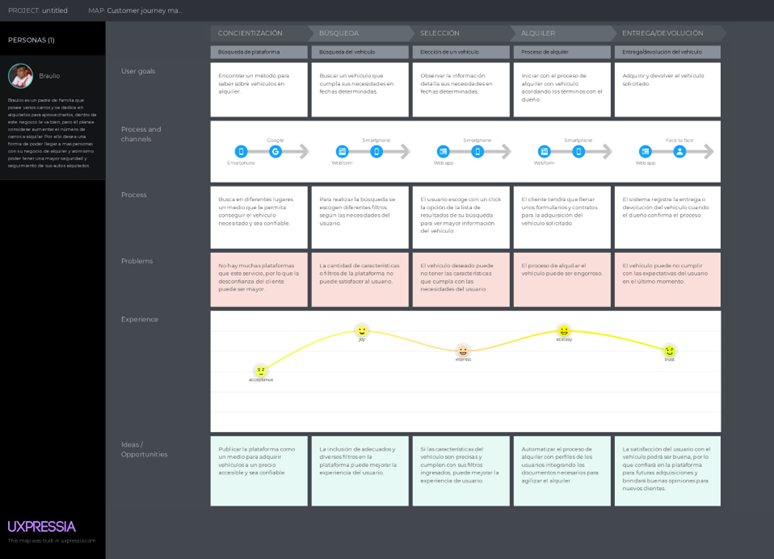 PROJECT: untitled
MAP: Customer journey ma...
PERSONAS (1)
Braulio
Braulio es un padre de familia que
posee varios carros y se dedica en
alquilarlos para aprovecharlos, dentro de
este negocio le va bien, pero él planea
considerar aumentar el número de
carros a alquilar. Por ello desea una
forma de poder llegar a mas personas
con su negocio de alquiler y asimismo
poder tener una mayor seguridad y
seguimiento de sus autos alquilados
CONCIENTIZACIÓN
BÚSQUEDA
SELECCIÓN
ALQUILER
ENTREGA/DEVOLUCIÓN
Búsqueda de plataforma
Búsqueda del vehículo
Elección de un vehículo
Proceso de alquiler
Entrega/devolución del vehículo
User goals
Encontrar un método para
saber sobre vehículos en
alquiler.
Buscar un vehículo que
cumpla sus necesidades en
fechas determinadas.
Observar la información
detalla sus necesidades en
fechas determinadas.
Iniciar con el proceso de
alquiler con vehículo
acordando los términos con el
dueño.
Adquirir y devolver al vehículo
solicitado
Process and
channels
Google
Smartphone
Smartphone
Webform
Smartphone
Web app
Smartphone
Webform
Face to face
Web app
Process
Busca en diferentes lugares
un medio que le permita
conseguir el vehículo
necesitado y sea confiable.
Para realizar la búsqueda se
escogen diferentes filtros
según las necesidades del
usuario.
El usuario escoge con un click
la opción de la lista de
resultados de su búsqueda
para ver mayor información
del vehículo.
El cliente tendrá que llenar
unos formularios y contratos
para la adquiración del
vehículo solicitado.
El sistema registra la entrega o
devolución del vehículo cuando
el dueño confirma el proceso.
Problems
No hay muchas plataformas
que este servicio, por lo que la
desconfianza del cliente
puede ser mayor
La cantidad de características
o filtros de la plataforma no
puede satisfacer al usuario.
El vehículo deseado puede
no tener las características
que cumpla con las
necesidades del usuario
El proceso de alquilar el
vehículo puede ser engorroso.
El vehículo puede no cumplir
con las expectativas del usuario
en el último momento.
Experience
acceptance
joy
interest
ecstasy
trust
Ideas /
Opportunities
Publicar la plataforma como
un medio para adquirir
vehículos a un precio
accesible y sea confiable.
La inclusión de adecuados y
diversos filtros en la
plataforma puede mejorar la
experiencia del usuario.
Si las características del
vehículo son precisas y
cumplen con sus filtros
ingresados, puede mejorar la
experiencia de usuario.
Automatizar el proceso de
alquiler con perfiles de los
usuarios integrando los
documentos necesarios para
agilizar el alquiler.
La satisfacción del usuario con el
vehículo podrá ser buena, por lo
que confiará en la plataforma
para futuras adquisiciones y
brindará buenas opiniones para
nuevos clientes.
UXPRESSIA
This map was built in uxpressia.com